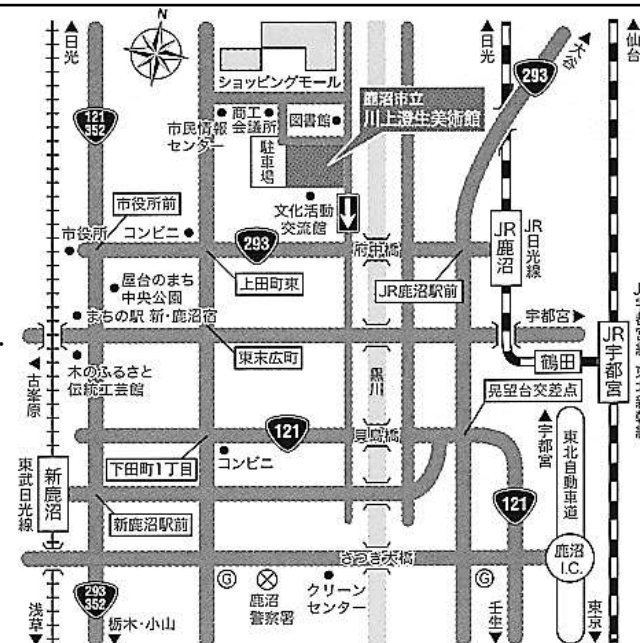 N
▲日光
▲日光
▲大谷
▲仙台
293
ショッピングモール
鹿沼市立
川上澄生美術館
121
352
市民情報
センター
商工
会議所
図書館
駐車場
市役所前
文化活動
交流館
市役所
コンビニ
293
府中橋
JR鹿沼
JR日光線
上田町東
JR鹿沼駅前
屋台のまち
中央公園
まちの駅 新・鹿沼宿
宇都宮▶
JR宇都宮
東末広町
鶴田
▲古峯原
木のふるさと
伝統工芸館
黒川
晃望台交差点
121
貝島橋
▲宇都宮
東北自動車道
下田町1丁目
コンビニ
東武日光線
新鹿沼
121
新鹿沼駅前
さつき大橋
鹿沼
I.C.
G
鹿沼
警察署
クリーン
センター
G
293
352
浅草▼
栃木・小山▼
壬生▼
東京▼